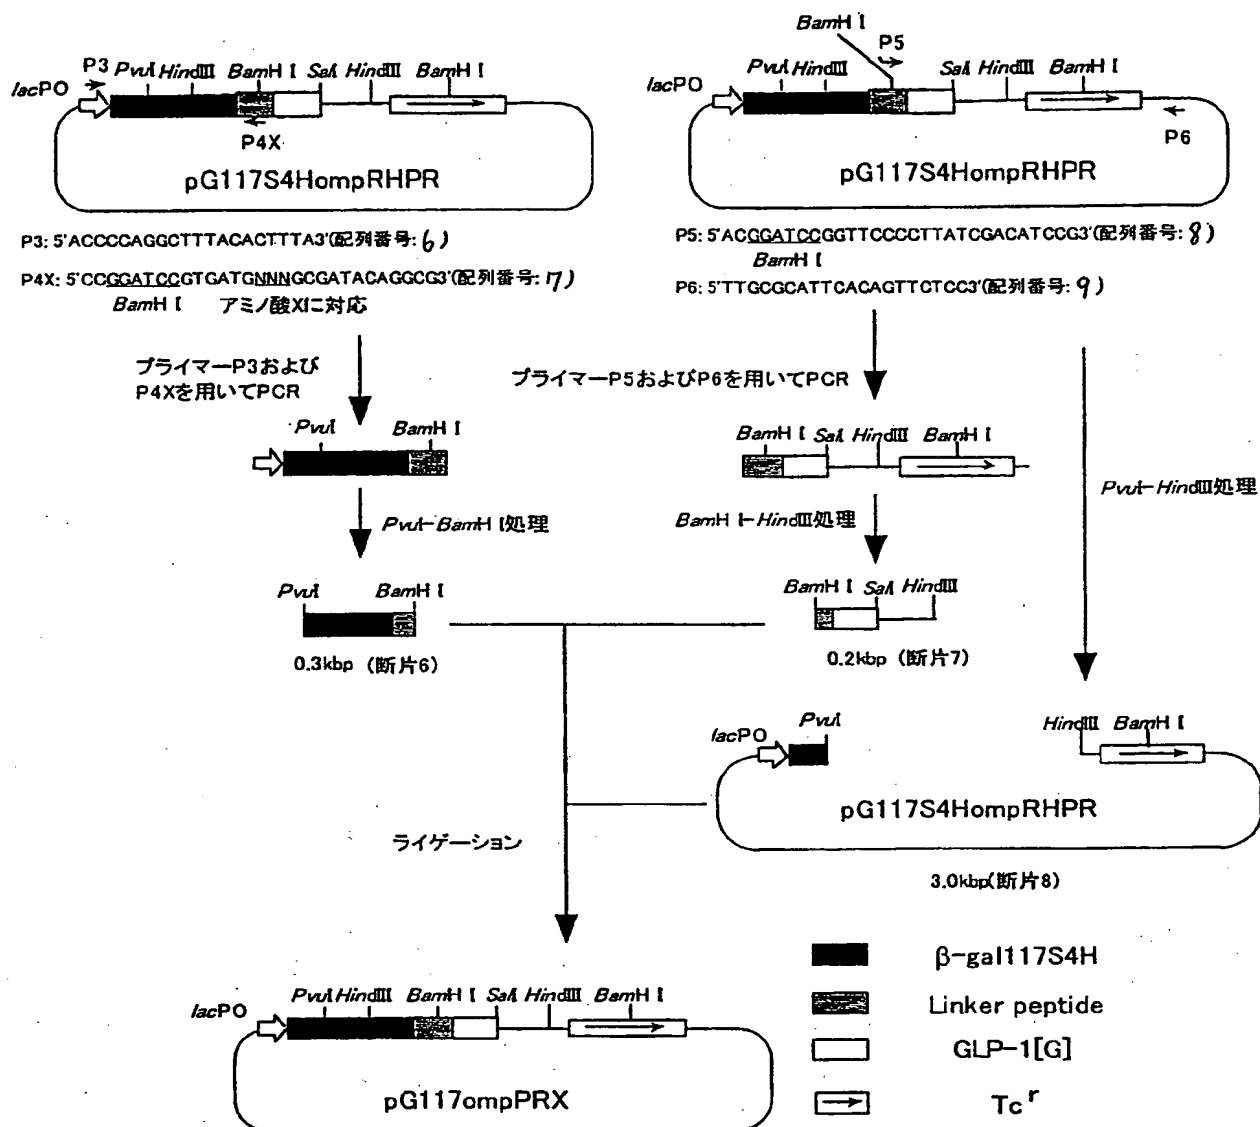 BamH I
P5
P3
PvuI HindIII BamH I SalI HindIII BamH I
lacPO
P4X
pG117S4HompRHPR
PvuI HindIII SalI HindIII BamH I
lacPO
P6
pG117S4HompRHPR
P3: 5'ACCCCAGGCTTTACACTTTA3'(配列番号:6)
P4X: 5'CCGGATCCGTGATGNNNGCGATACAGGCG3'(配列番号:17)
BamH I アミノ酸Xに対応
P5: 5'ACGGATCCGGTTCCCCTTATCGACATCCG3'(配列番号:8)
BamH I
P6: 5'TTGCGCATTCACAGTTCTCC3'(配列番号:9)
プライマーP3および
P4Xを用いてPCR
プライマーP5およびP6を用いてPCR
PvuI BamH I
BamH I SalI HindIII BamH I
PvuI-BamH I処理
BamH I-HindIII処理
PvuI-HindIII処理
PvuI BamH I
0.3kbp (断片6)
BamH I SalI HindIII
0.2kbp (断片7)
lacPO PvuI HindIII BamH I
pG117S4HompRHPR
3.0kbp(断片8)
ライゲーション
lacPO PvuI HindIII BamH I SalI HindIII BamH I
pG117ompPRX
β-gal117S4H
Linker peptide
GLP-1[G]
Tc r